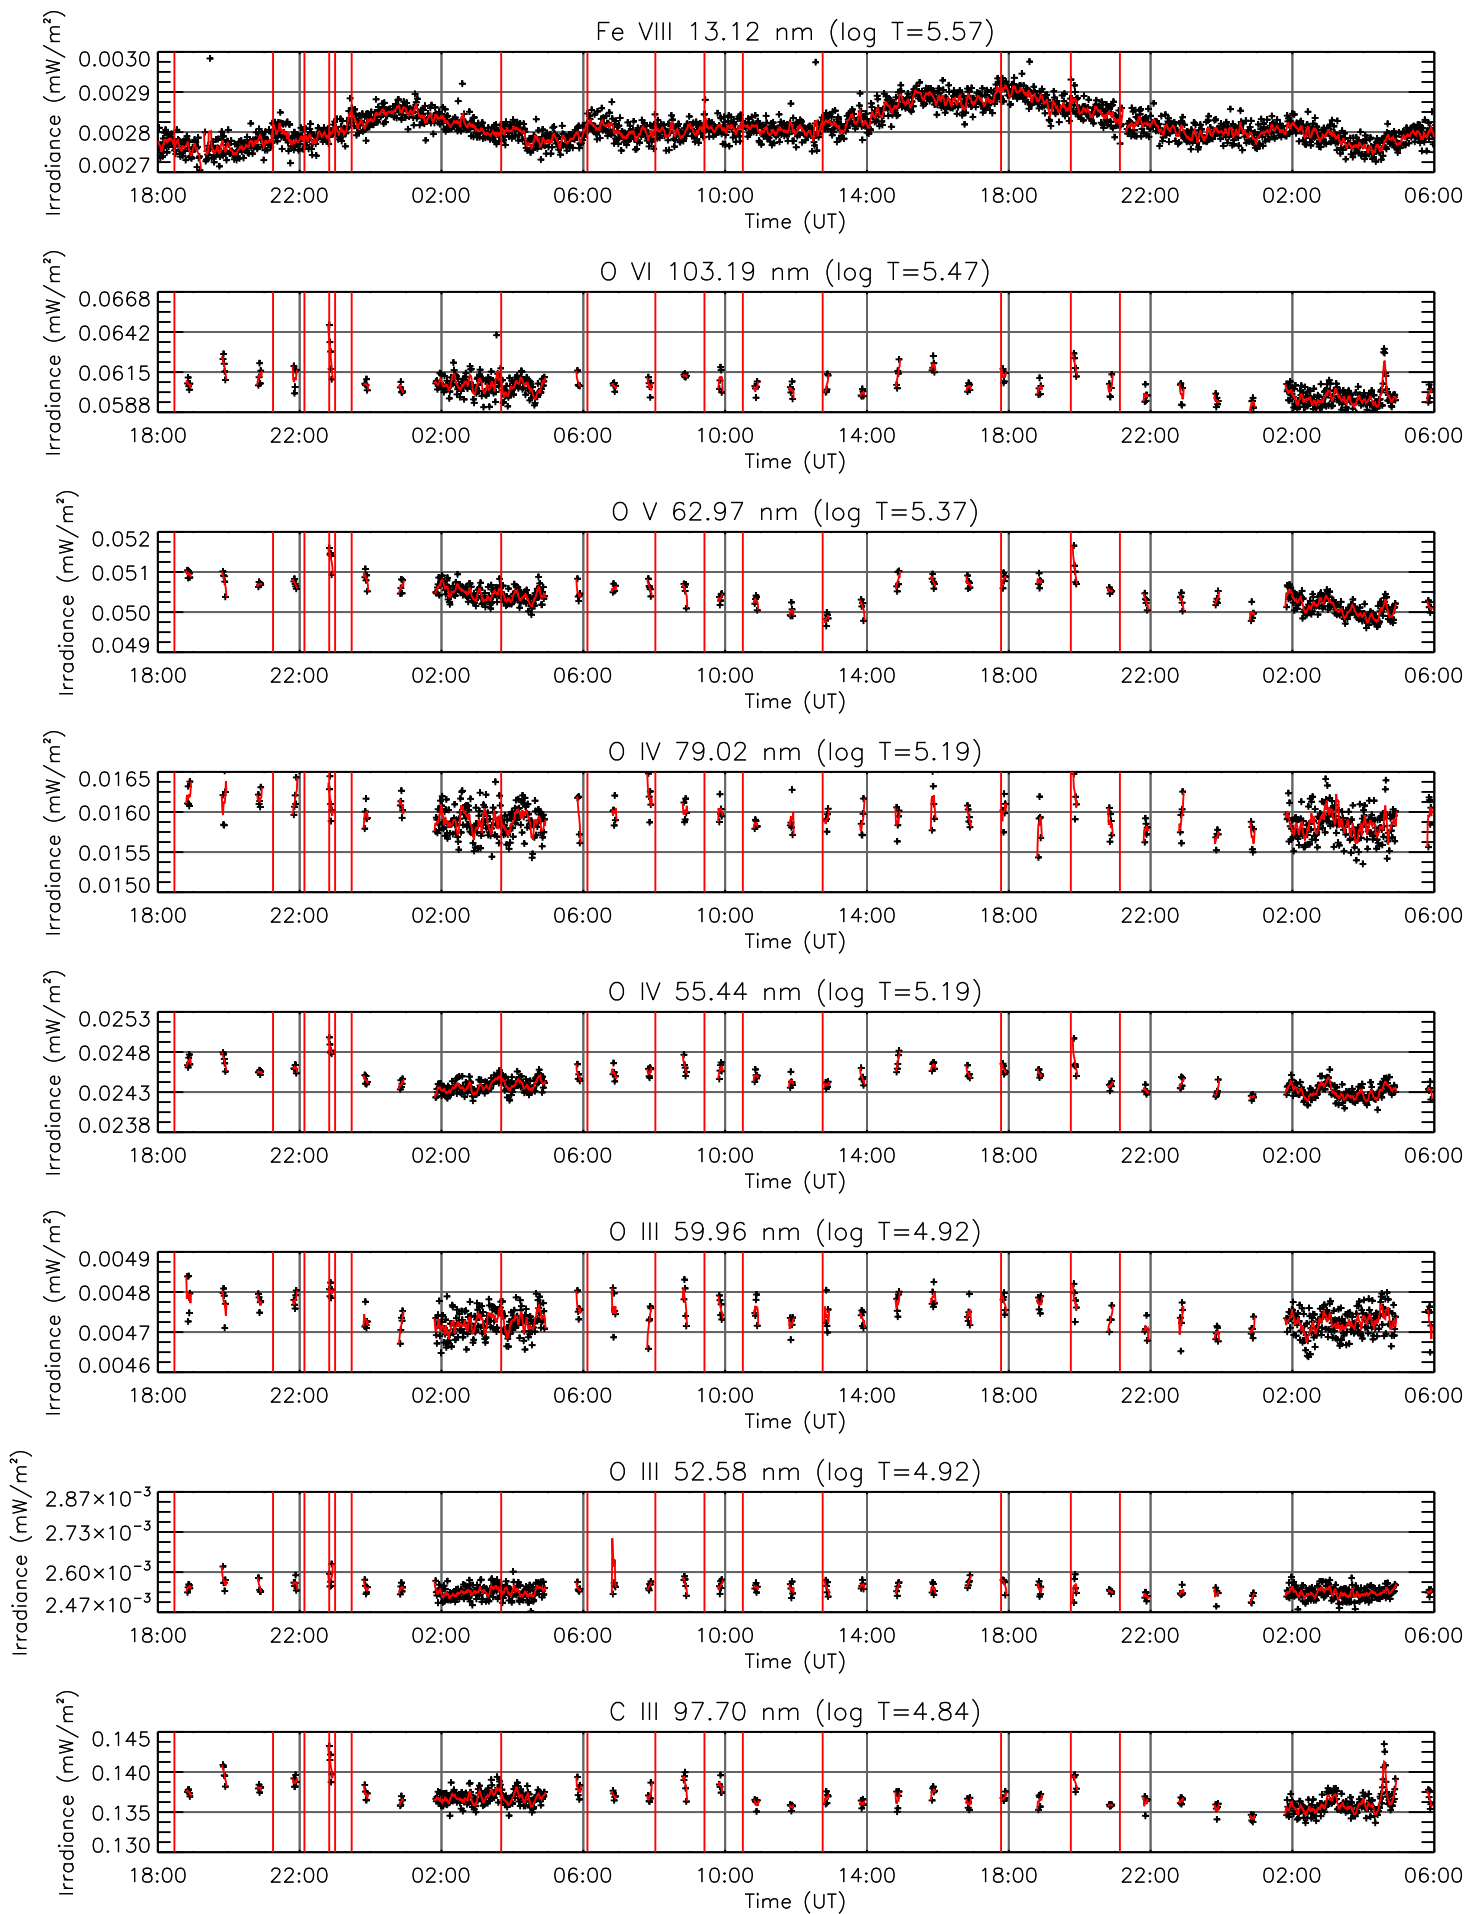 Fe VIII 13.12 nm (log T=5.57)
Irradiance (mW/m²)
0.0030
0.0029
0.0028
0.0027
18:00 22:00 02:00 06:00 10:00 14:00 18:00 22:00 02:00 06:00
Time (UT)
O VI 103.19 nm (log T=5.47)
Irradiance (mW/m²)
0.0668
0.0642
0.0615
0.0588
18:00 22:00 02:00 06:00 10:00 14:00 18:00 22:00 02:00 06:00
Time (UT)
O V 62.97 nm (log T=5.37)
Irradiance (mW/m²)
0.052
0.051
0.050
0.049
18:00 22:00 02:00 06:00 10:00 14:00 18:00 22:00 02:00 06:00
Time (UT)
O IV 79.02 nm (log T=5.19)
Irradiance (mW/m²)
0.0165
0.0160
0.0155
0.0150
18:00 22:00 02:00 06:00 10:00 14:00 18:00 22:00 02:00 06:00
Time (UT)
O IV 55.44 nm (log T=5.19)
Irradiance (mW/m²)
0.0253
0.0248
0.0243
0.0238
18:00 22:00 02:00 06:00 10:00 14:00 18:00 22:00 02:00 06:00
Time (UT)
O III 59.96 nm (log T=4.92)
Irradiance (mW/m²)
0.0049
0.0048
0.0047
0.0046
18:00 22:00 02:00 06:00 10:00 14:00 18:00 22:00 02:00 06:00
Time (UT)
O III 52.58 nm (log T=4.92)
Irradiance (mW/m²)
2.87×10⁻³
2.73×10⁻³
2.60×10⁻³
2.47×10⁻³
18:00 22:00 02:00 06:00 10:00 14:00 18:00 22:00 02:00 06:00
Time (UT)
C III 97.70 nm (log T=4.84)
Irradiance (mW/m²)
0.145
0.140
0.135
0.130
18:00 22:00 02:00 06:00 10:00 14:00 18:00 22:00 02:00 06:00
Time (UT)